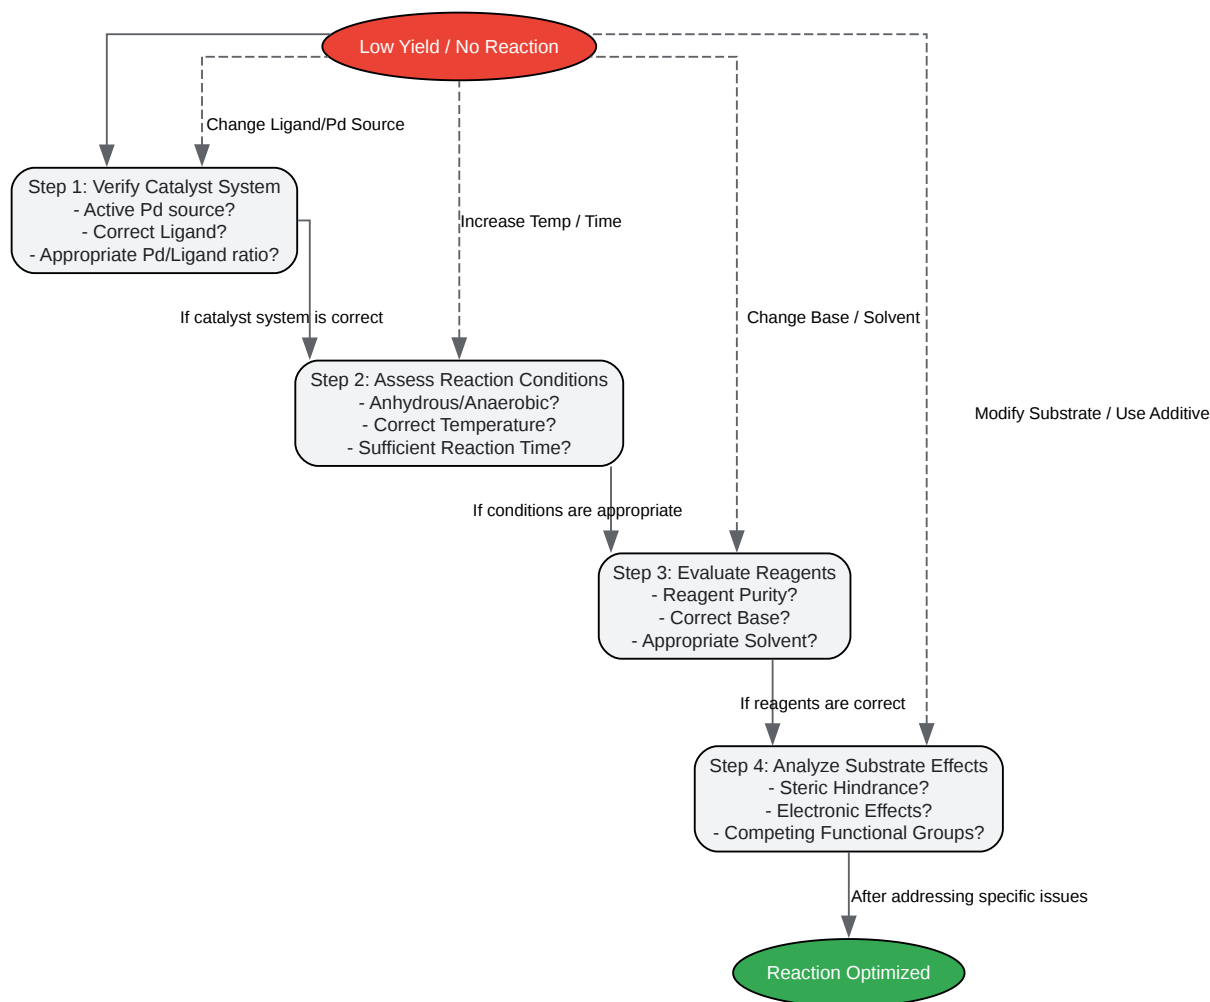 Low Yield / No Reaction
Change Ligand/Pd Source
Step 1: Verify Catalyst System
- Active Pd source?
- Correct Ligand?
- Appropriate Pd/Ligand ratio?
Increase Temp / Time
If catalyst system is correct
Change Base / Solvent
Step 2: Assess Reaction Conditions
- Anhydrous/Anaerobic?
- Correct Temperature?
- Sufficient Reaction Time?
Modify Substrate / Use Additive
If conditions are appropriate
Step 3: Evaluate Reagents
- Reagent Purity?
- Correct Base?
- Appropriate Solvent?
If reagents are correct
Step 4: Analyze Substrate Effects
- Steric Hindrance?
- Electronic Effects?
- Competing Functional Groups?
After addressing specific issues
Reaction Optimized